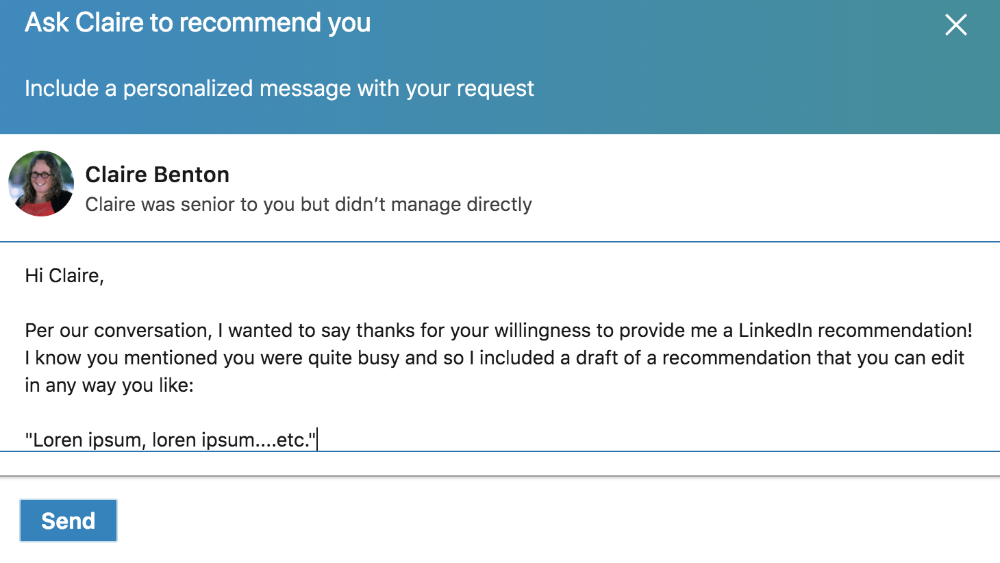 Ask Claire to recommend you
Include a personalized message with your request
Claire Benton
Claire was senior to you but didn’t manage directly
Hi Claire,
Per our conversation, I wanted to say thanks for your willingness to provide me a LinkedIn recommendation!
I know you mentioned you were quite busy and so I included a draft of a recommendation that you can edit
in any way you like:
"Loren ipsum, loren ipsum....etc."
Send